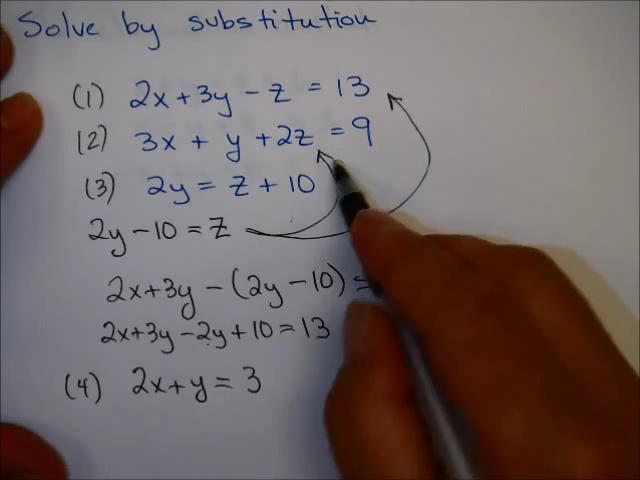 Solve by substitution
(1) 2x+3y-z=13
(2) 3x+y+2z=9
(3) 2y=z+10
2y-10=z
2x+3y-(2y-10)=
2x+3y-2y+10=13
(4) 2x+y=3